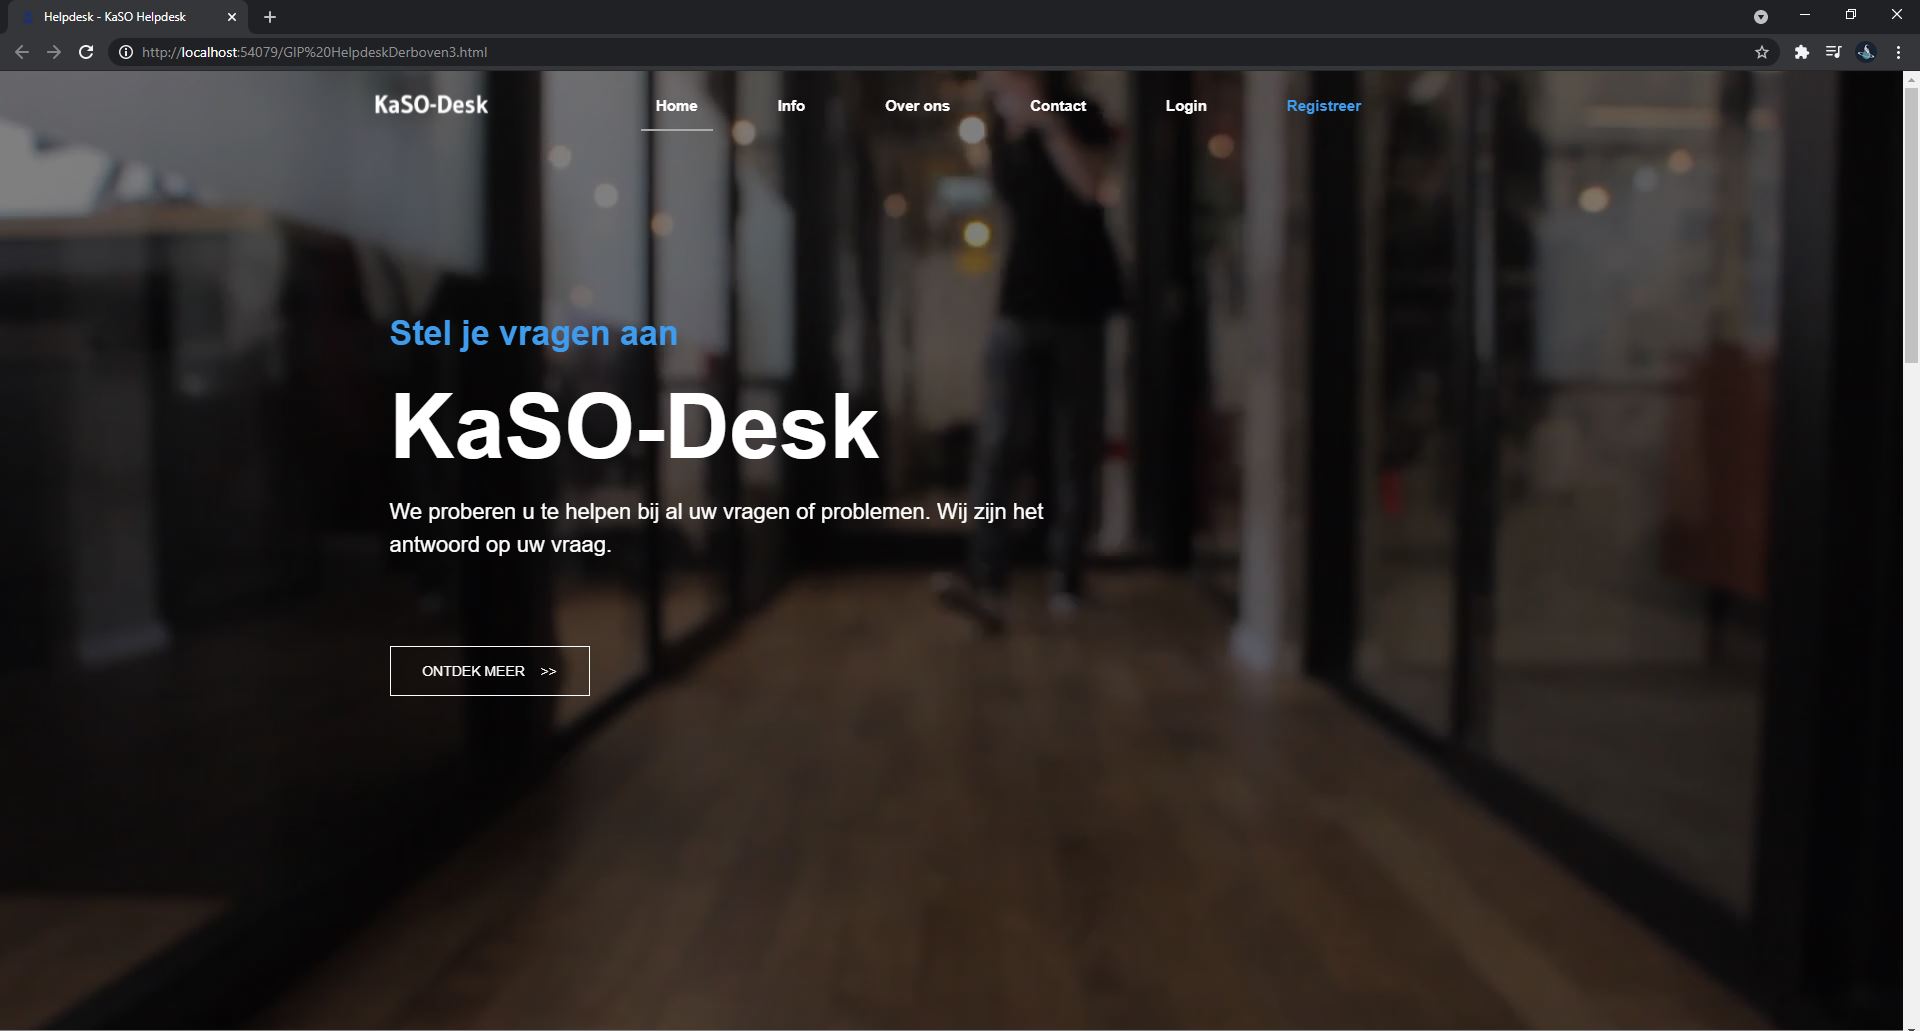 Helpdesk - KaSO Helpdesk
http://localhost:54079/GIP%20HelpdeskDerboven3.html
KaSO-Desk Home Info Over ons Contact Login Registreer
Stel je vragen aan
KaSO-Desk
We proberen u te helpen bij al uw vragen of problemen. Wij zijn het
antwoord op uw vraag.
ONTDEK MEER >>